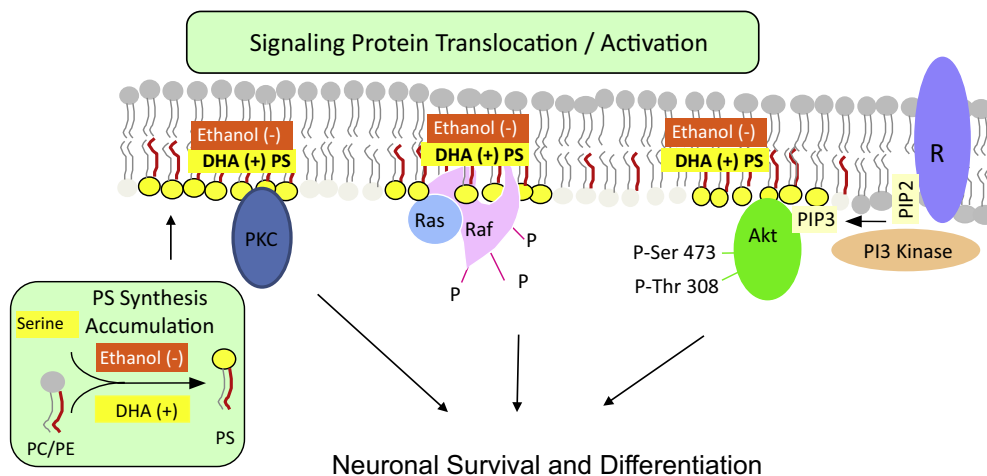 Signaling Protein Translocation / Activation
Ethanol (-)
DHA (+) PS
Ethanol (-)
DHA (+) PS
Ethanol (-)
DHA (+) PS
R
PKC
Ras
Raf
P
P
P
Akt
PIP3
PIP2
PI3 Kinase
P-Ser 473
P-Thr 308
PS Synthesis
Accumulation
Serine
Ethanol (-)
DHA (+)
PC/PE
PS
Neuronal Survival and Differentiation